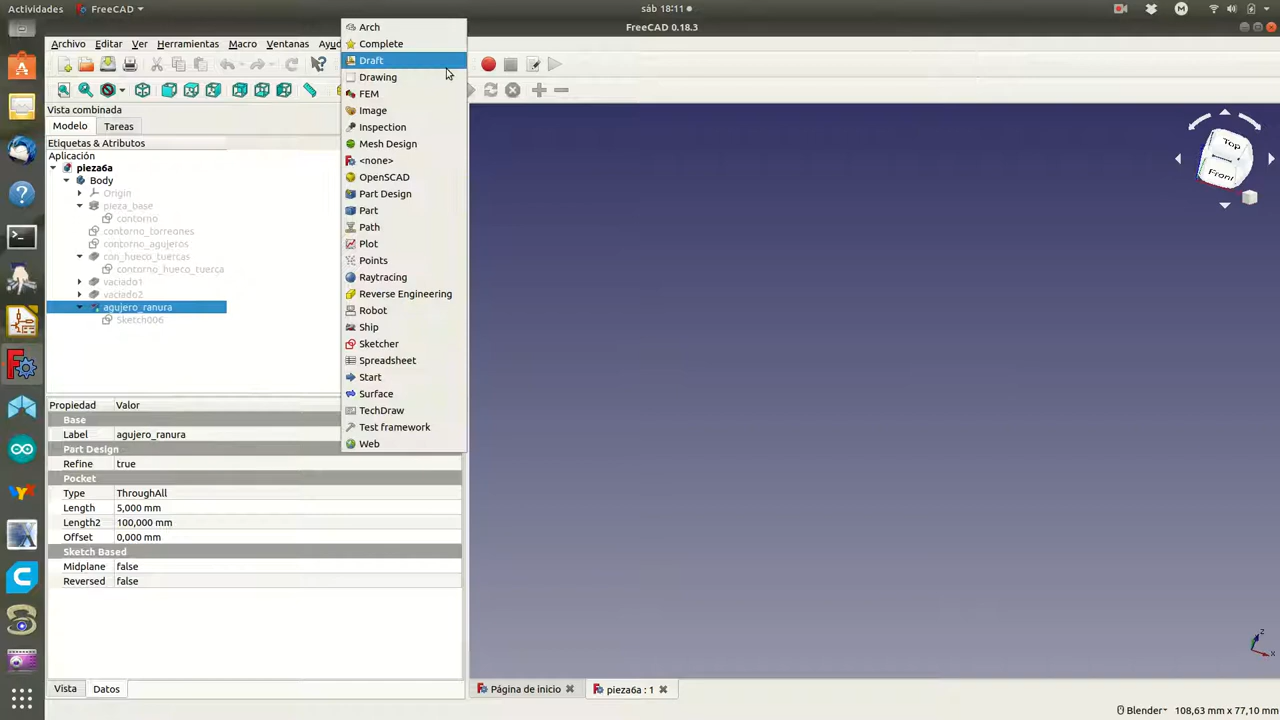 Actividades FreeCAD sáb 18:11
FreeCAD 0.18.3
Archivo Editar Ver Herramientas Macro Ventanas Ayu
Vista combinada
Modelo Tareas
Etiquetas & Atributos
Aplicación
pieza6a
Body
Origin
pieza_base
contorno
contorno_torreones
contorno_agujeros
con_hueco_tuercas
contorno_hueco_tuerca
vaciado1
vaciado2
agujero_ranura
Sketch006
Arch
Complete
Draft
Drawing
FEM
Image
Inspection
Mesh Design
<none>
OpenSCAD
Part Design
Part
Path
Plot
Points
Raytracing
Reverse Engineering
Robot
Ship
Sketcher
Spreadsheet
Start
Surface
TechDraw
Test framework
Web
Top
Front
Propiedad Valor
Base
Label agujero_ranura
Part Design
Refine true
Pocket
Type ThroughAll
Length 5,000 mm
Length2 100,000 mm
Offset 0,000 mm
Sketch Based
Midplane false
Reversed false
Vista Datos
Página de inicio pieza6a : 1
Blender 108,63 mm x 77,10 mm